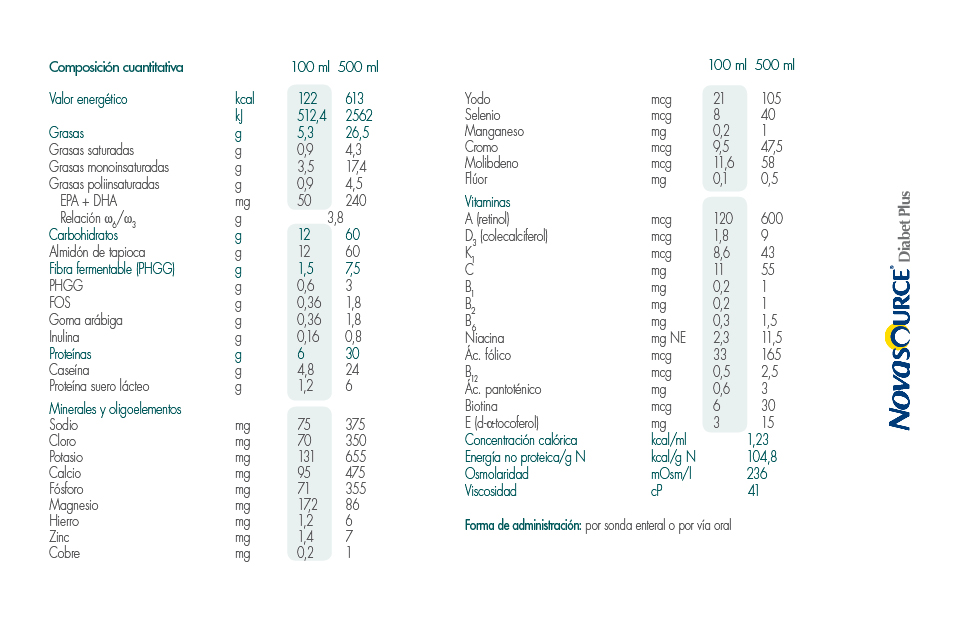 Composición cuantitativa 100 ml 500 ml
Valor energético kcal 122 613
kJ 512,4 2562
Grasas g 5,3 26,5
Grasas saturadas g 0,9 4,3
Grasas monoinsaturadas g 3,5 17,4
Grasas poliinsaturadas g 0,9 4,5
EPA + DHA mg 50 240
Relación ω6/ω3 g 3,8
Carbohidratos g 12 60
Almidón de tapioca g 12 60
Fibra fermentable (PHGG) g 1,5 7,5
PHGG g 0,6 3
FOS g 0,36 1,8
Goma arábiga g 0,36 1,8
Inulina g 0,16 0,8
Proteínas g 6 30
Caseína g 4,8 24
Proteína suero lácteo g 1,2 6
Minerales y oligoelementos
Sodio mg 75 375
Cloro mg 70 350
Potasio mg 131 655
Calcio mg 95 475
Fósforo mg 71 355
Magnesio mg 17,2 86
Hierro mg 1,2 6
Zinc mg 1,4 7
Cobre mg 0,2 1
100 ml 500 ml
Yodo mcg 21 105
Selenio mcg 8 40
Manganeso mg 0,2 1
Cromo mcg 9,5 47,5
Molibdeno mcg 11,6 58
Flúor mg 0,1 0,5
Vitaminas
A (retinol) mcg 120 600
D3 (colecalciferol) mcg 1,8 9
K1 mcg 8,6 43
C mg 11 55
B1 mg 0,2 1
B2 mg 0,2 1
B6 mg 0,3 1,5
Niacina mg NE 2,3 11,5
Ác. fólico mcg 33 165
B12 mcg 0,5 2,5
Ác. pantoténico mg 0,6 3
Biotina mcg 6 30
E (d-α-tocoferol) mg 3 15
Concentración calórica kcal/ml 1,23
Energía no proteica/g N kcal/g N 104,8
Osmolaridad mOsm/l 236
Viscosidad cP 41
Forma de administración: por sonda enteral o por vía oral
NOVASOURCE® Diabet Plus